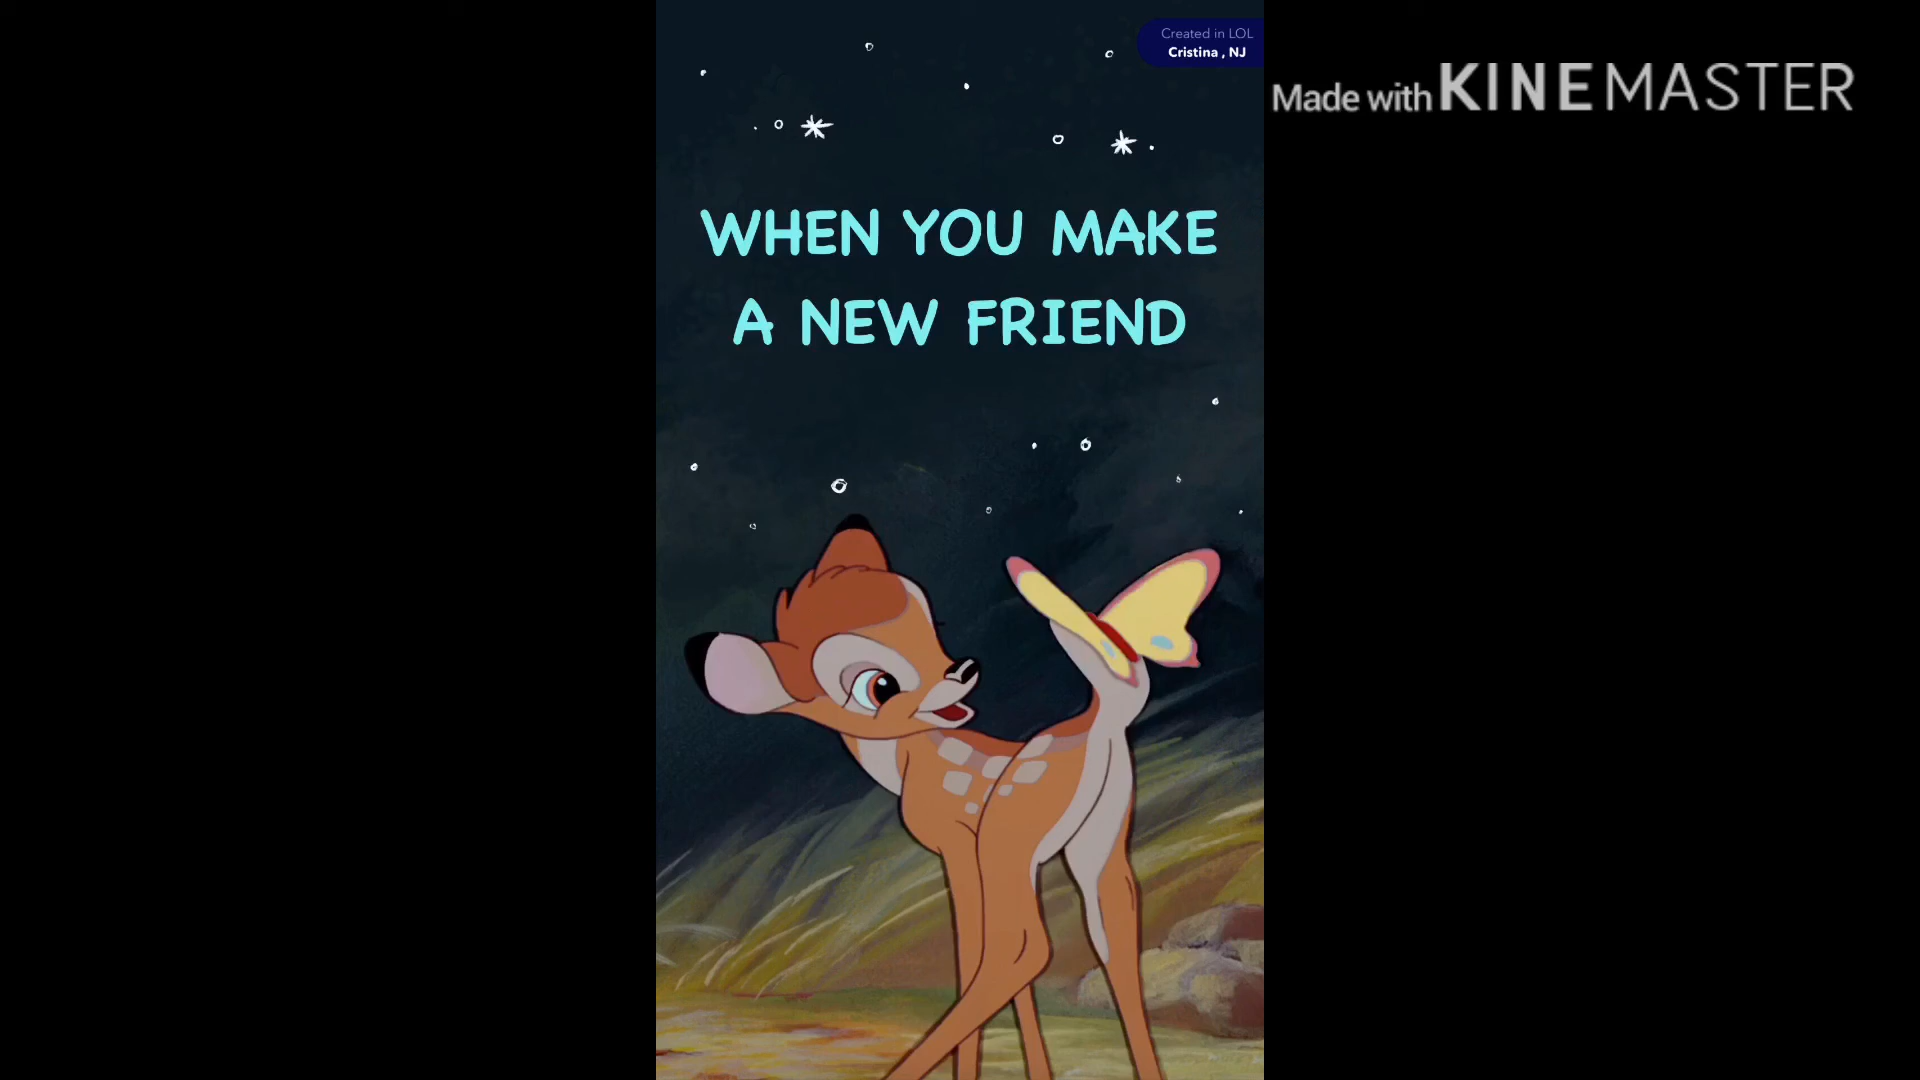 Created in LOL
Cristina , NJ
Made with KINEMASTER
WHEN YOU MAKE
A NEW FRIEND